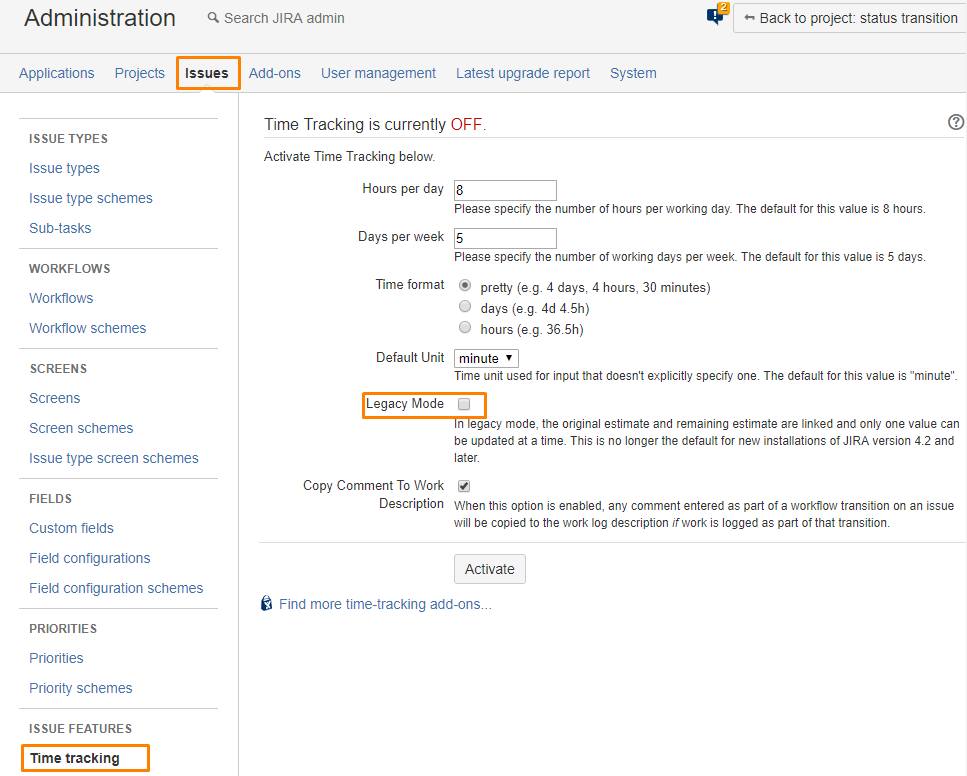 Administration
Search JIRA admin
2
Back to project: status transition
Applications
Projects
Issues
Add-ons
User management
Latest upgrade report
System
ISSUE TYPES
Issue types
Issue type schemes
Sub-tasks
WORKFLOWS
Workflows
Workflow schemes
SCREENS
Screens
Screen schemes
Issue type screen schemes
FIELDS
Custom fields
Field configurations
Field configuration schemes
PRIORITIES
Priorities
Priority schemes
ISSUE FEATURES
Time tracking
Time Tracking is currently OFF.
?
Activate Time Tracking below.
Hours per day
8
Please specify the number of hours per working day. The default for this value is 8 hours.
Days per week
5
Please specify the number of working days per week. The default for this value is 5 days.
Time format
pretty (e.g. 4 days, 4 hours, 30 minutes)
days (e.g. 4d 4.5h)
hours (e.g. 36.5h)
Default Unit
minute
Time unit used for input that doesn't explicitly specify one. The default for this value is "minute".
Legacy Mode
In legacy mode, the original estimate and remaining estimate are linked and only one value can
be updated at a time. This is no longer the default for new installations of JIRA version 4.2 and
later.
Copy Comment To Work
Description
When this option is enabled, any comment entered as part of a workflow transition on an issue
will be copied to the work log description if work is logged as part of that transition.
Activate
Find more time-tracking add-ons...